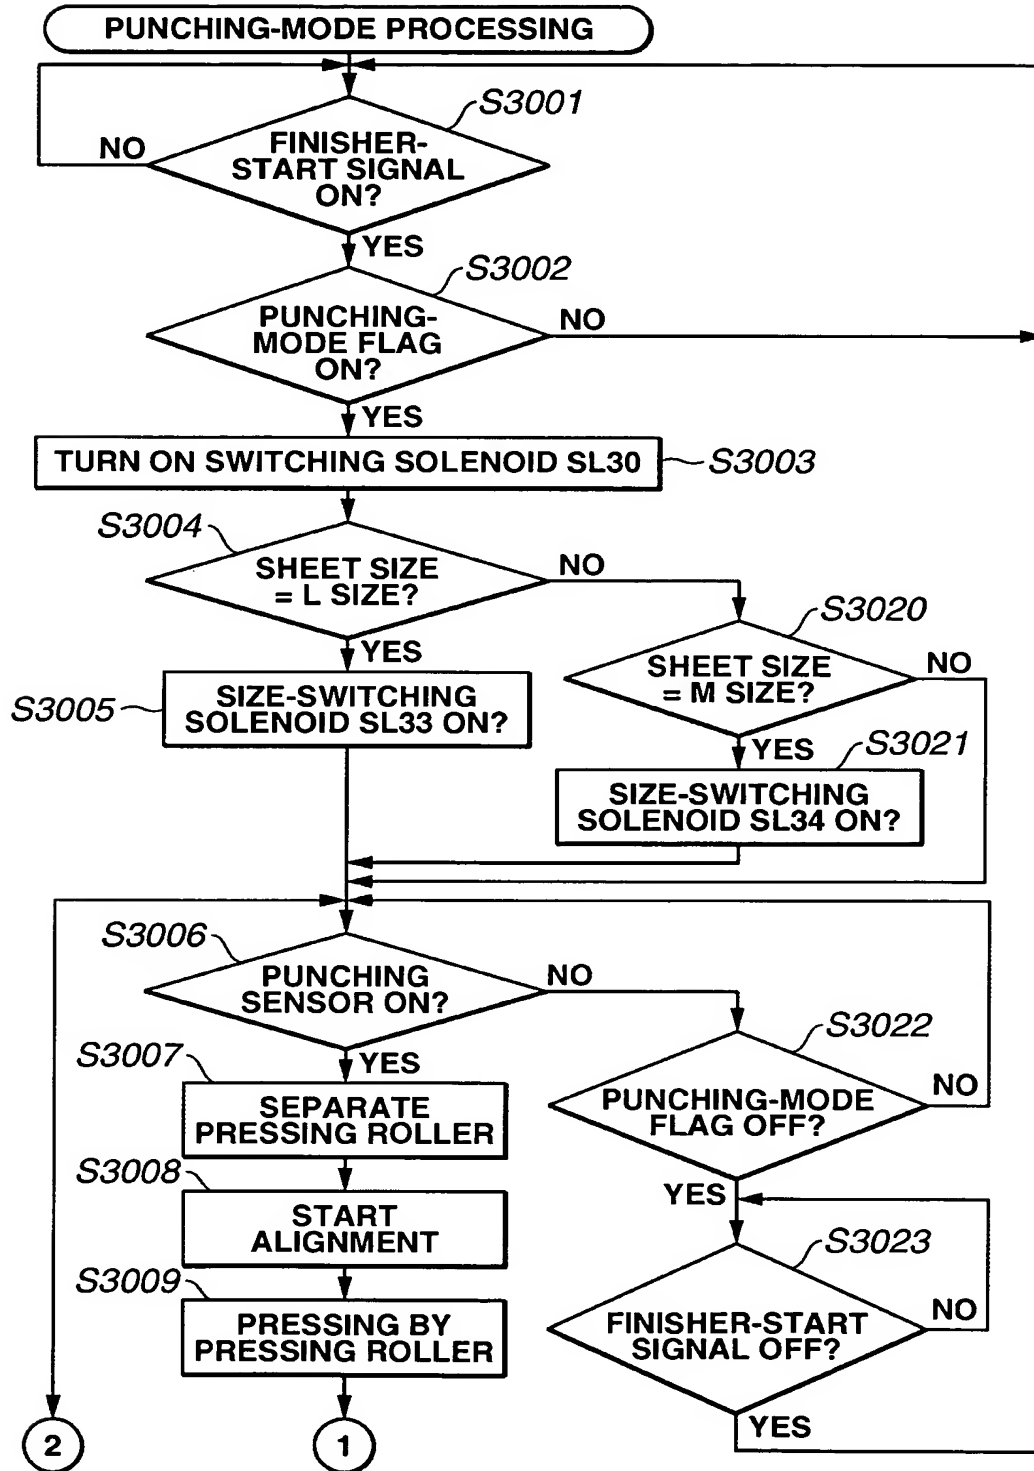 PUNCHING-MODE PROCESSING
S3001
FINISHER-
START SIGNAL
ON?
NO
YES
S3002
PUNCHING-
MODE FLAG
ON?
NO
YES
TURN ON SWITCHING SOLENOID SL30
S3003
S3004
SHEET SIZE
= L SIZE?
NO
YES
S3020
SHEET SIZE
= M SIZE?
NO
YES
S3005
SIZE-SWITCHING
SOLENOID SL33 ON?
S3021
SIZE-SWITCHING
SOLENOID SL34 ON?
S3006
PUNCHING
SENSOR ON?
NO
YES
S3022
PUNCHING-MODE
FLAG OFF?
NO
YES
S3007
SEPARATE
PRESSING ROLLER
S3008
START
ALIGNMENT
S3023
FINISHER-START
SIGNAL OFF?
NO
YES
S3009
PRESSING BY
PRESSING ROLLER
2
1